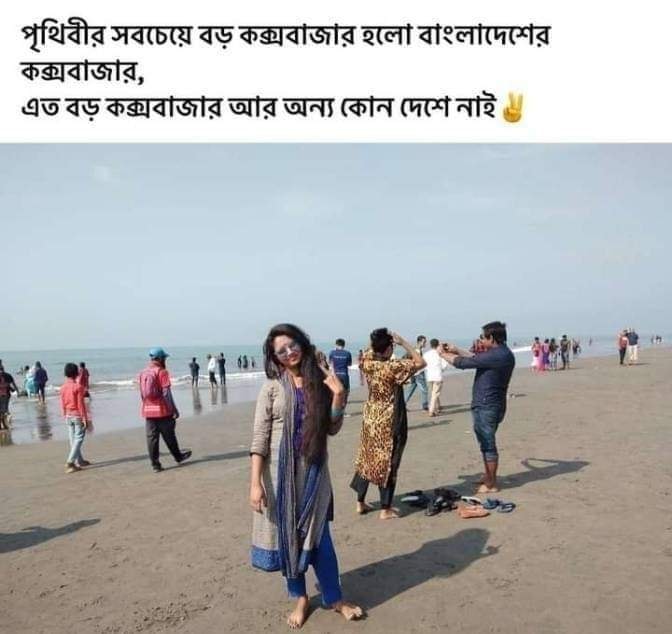 পৃথিবীর সবচেয়ে বড় কক্সবাজার হলো বাংলাদেশের
কক্সবাজার,
এত বড় কক্সবাজার আর অন্য কোন দেশে নাই✌️